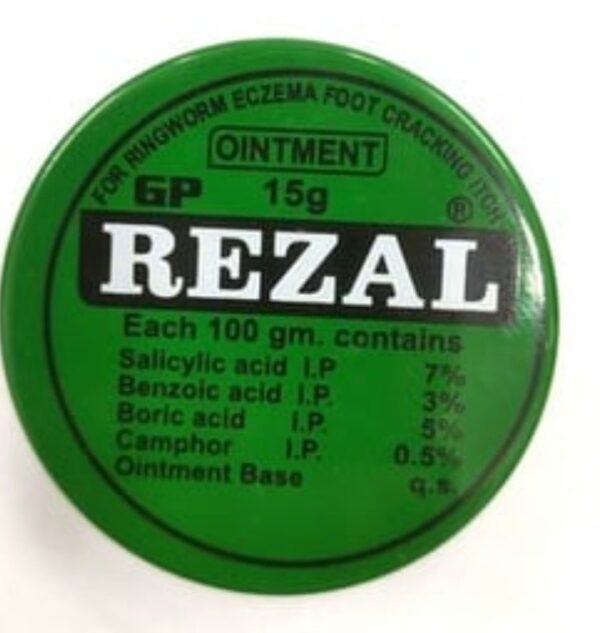 FOR RINGWORM ECZEMA FOOT CRACKING ITCH
OINTMENT
GP 15g
REZAL ®
Each 100 gm. contains
Salicylic acid I.P 7%
Benzoic acid I.P. 3%
Boric acid I.P. 5%
Camphor I.P. 0.5%
Ointment Base q.s.